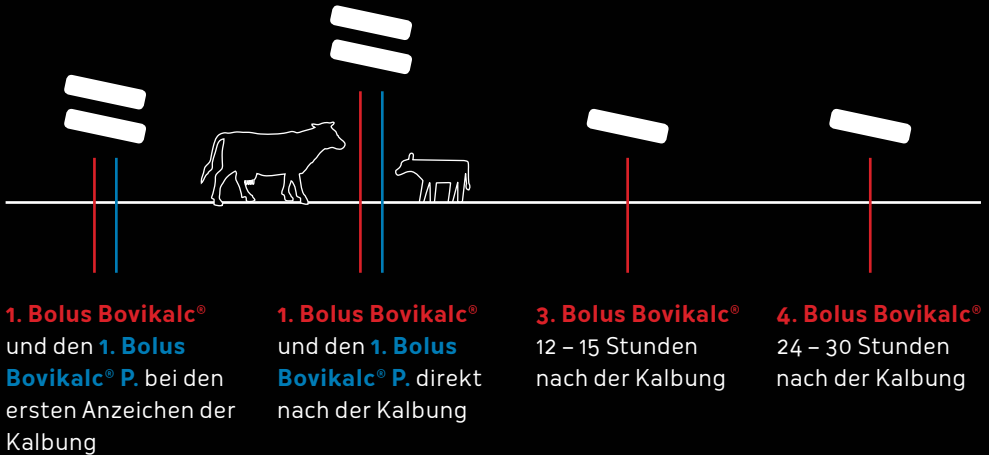 1. Bolus Bovikalc®
und den 1. Bolus
Bovikalc® P. bei den
ersten Anzeichen der
Kalbung
1. Bolus Bovikalc®
und den 1. Bolus
Bovikalc® P. direkt
nach der Kalbung
3. Bolus Bovikalc®
12 – 15 Stunden
nach der Kalbung
4. Bolus Bovikalc®
24 – 30 Stunden
nach der Kalbung